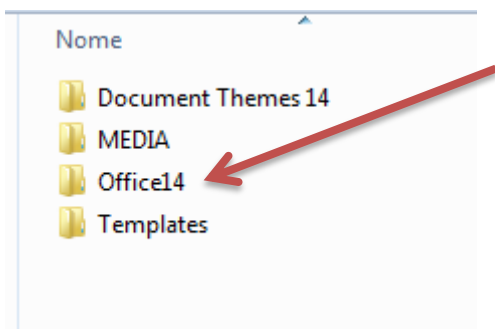 Nome
Document Themes 14
MEDIA
Office14
Templates